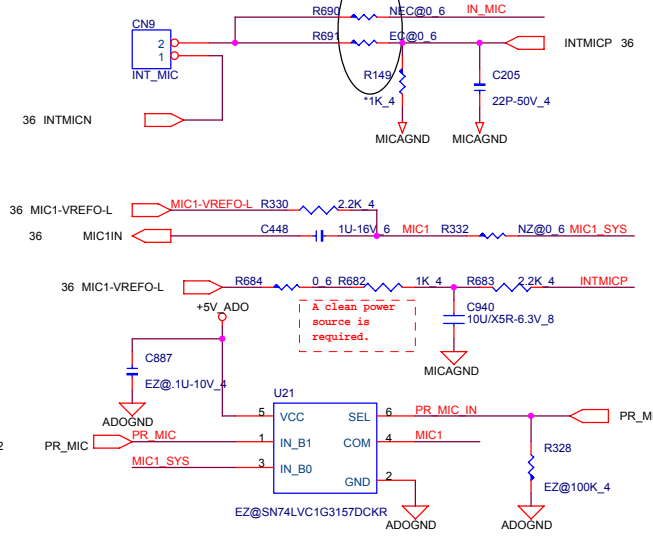 R690 NEC@0_6 IN_MIC
CN9
R691 EC@0_6
2
1
INTMICP 36
INT_MIC
R149
*1K_4
C205
22P-50V_4
36 INTMICN
MICAGND MICAGND
36 MIC1-VREFO-L MIC1-VREFO-L R330 2.2K_4
36 MIC1IN C448 1U-16V_6 MIC1 R332 NZ@0_6 MIC1_SYS
36 MIC1-VREFO-L R684 0_6 R682 1K_4 R683 2.2K_4 INTMICP
+5V_ADO
A clean power
source is
required.
C940
10U/X5R-6.3V_8
C887
EZ@.1U-10V_4
MICAGND
ADOGND
U21
5 VCC SEL 6 PR_MIC_IN PR_MI
2 PR_MIC PR_MIC 1 IN_B1 COM 4 MIC1
MIC1_SYS 3 IN_B0
GND 2
R328
EZ@100K_4
EZ@SN74LVC1G3157DCKR
ADOGND ADOGND